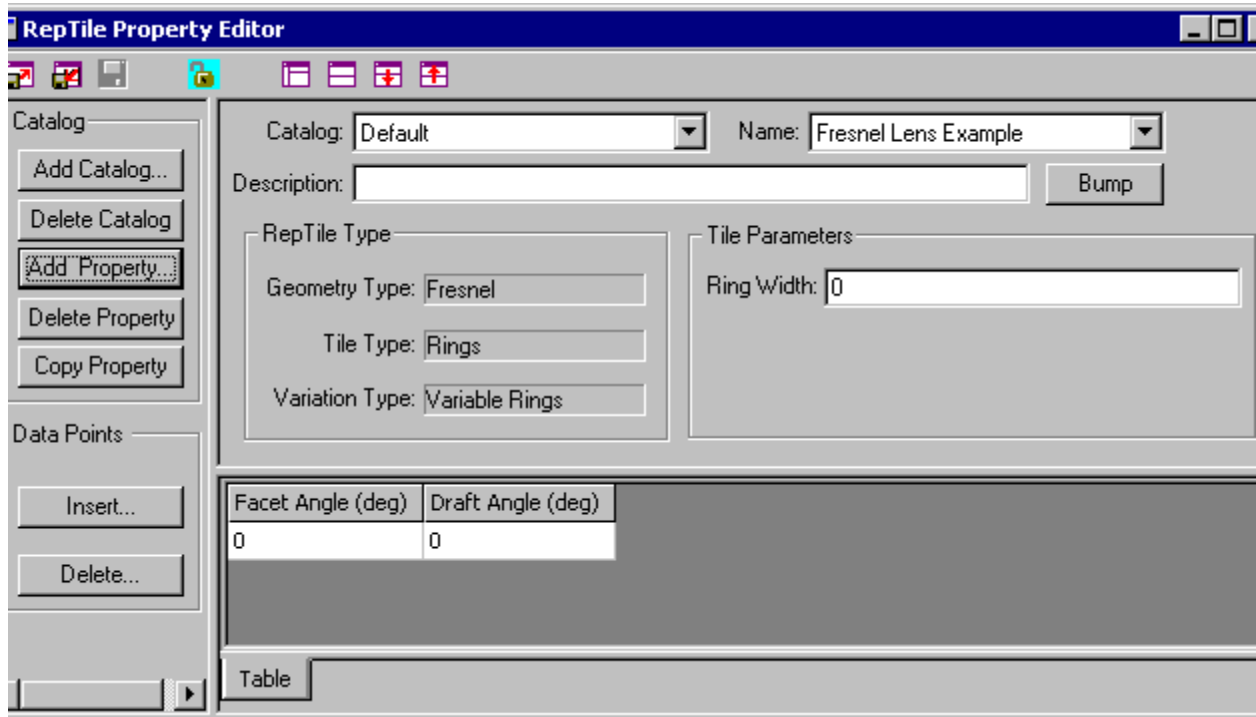 RepTile Property Editor
Catalog
Add Catalog...
Delete Catalog
Add Property...
Delete Property
Copy Property
Data Points
Insert...
Delete...
Catalog: Default Name: Fresnel Lens Example
Description: Bump
RepTile Type
Geometry Type: Fresnel
Tile Type: Rings
Variation Type: Variable Rings
Tile Parameters
Ring Width: 0
Facet Angle (deg) Draft Angle (deg)
0 0
Table